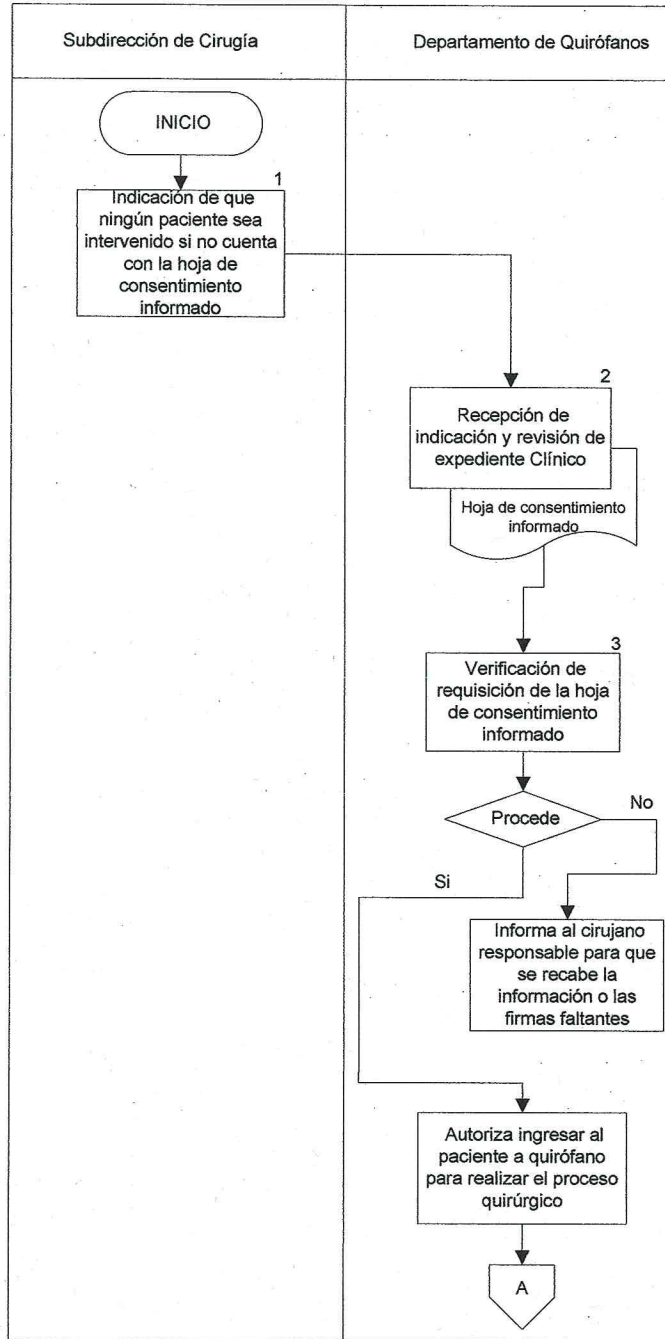 Subdirección de Cirugía
Departamento de Quirófanos
INICIO
1
Indicación de que
ningún paciente sea
intervenido si no cuenta
con la hoja de
consentimiento
informado
2
Recepción de
indicación y revisión de
expediente Clínico
Hoja de consentimiento
informado
3
Verificación de
requisición de la hoja
de consentimiento
informado
Procede
No
Si
Informa al cirujano
responsable para que
se recabe la
información o las
firmas faltantes
Autoriza ingresar al
paciente a quirófano
para realizar el proceso
quirúrgico
A